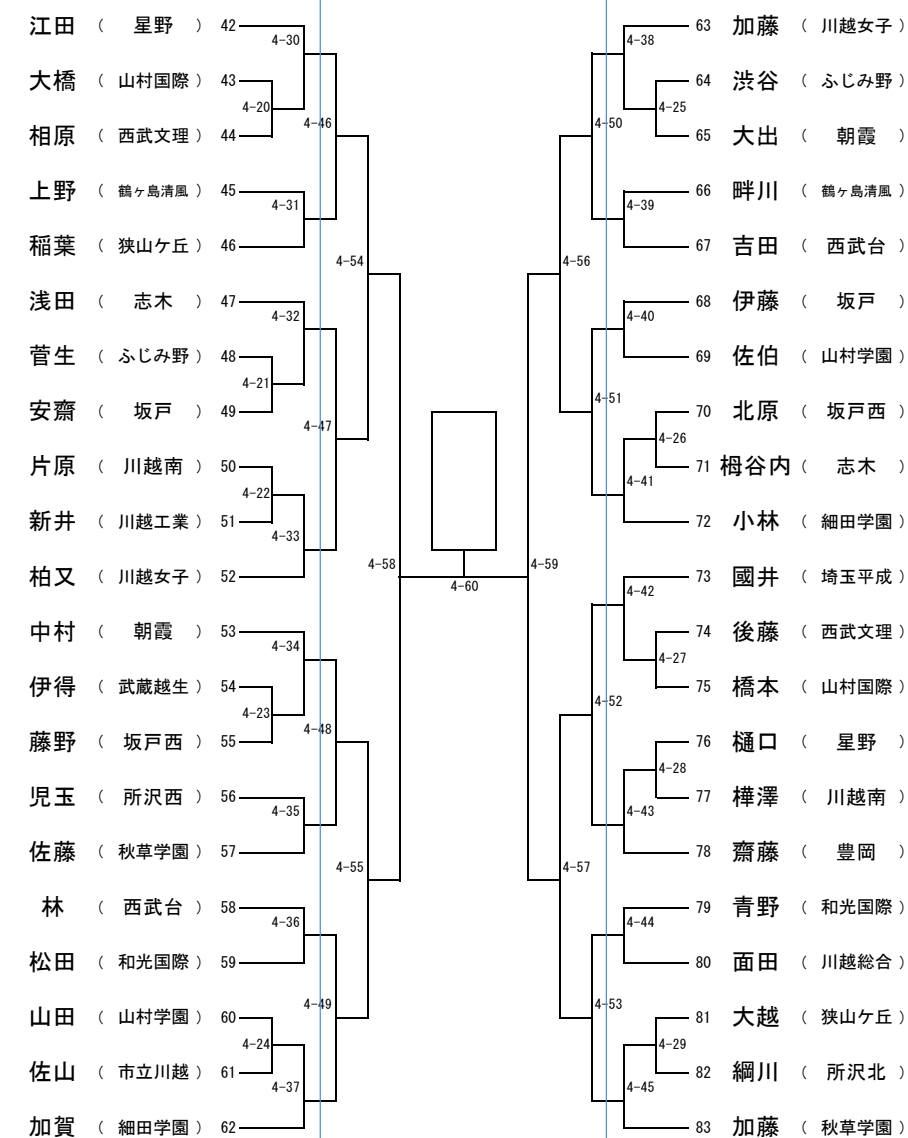 江田 （ 星野 ） 42
大橋 （ 山村国際 ） 43
相原 （ 西武文理 ） 44
上野 （ 鶴ヶ島清風 ） 45
稲葉 （ 狭山ケ丘 ） 46
浅田 （ 志木 ） 47
菅生 （ ふじみ野 ） 48
安齋 （ 坂戸 ） 49
片原 （ 川越南 ） 50
新井 （ 川越工業 ） 51
柏又 （ 川越女子 ） 52
中村 （ 朝霞 ） 53
伊得 （ 武蔵越生 ） 54
藤野 （ 坂戸西 ） 55
児玉 （ 所沢西 ） 56
佐藤 （ 秋草学園 ） 57
林 （ 西武台 ） 58
松田 （ 和光国際 ） 59
山田 （ 山村学園 ） 60
佐山 （ 市立川越 ） 61
加賀 （ 細田学園 ） 62
4-30
4-20
4-46
4-31
4-54
4-32
4-21
4-47
4-22
4-33
4-58
4-34
4-23
4-48
4-35
4-55
4-36
4-49
4-24
4-37
4-60
4-38
4-25
4-50
4-39
4-56
4-40
4-51
4-26
4-41
4-59
4-42
4-27
4-52
4-28
4-43
4-57
4-44
4-53
4-29
4-45
63 加藤 （ 川越女子 ）
64 渋谷 （ ふじみ野 ）
65 大出 （ 朝霞 ）
66 畔川 （ 鶴ヶ島清風 ）
67 吉田 （ 西武台 ）
68 伊藤 （ 坂戸 ）
69 佐伯 （ 山村学園 ）
70 北原 （ 坂戸西 ）
71 栂谷内 （ 志木 ）
72 小林 （ 細田学園 ）
73 國井 （ 埼玉平成 ）
74 後藤 （ 西武文理 ）
75 橋本 （ 山村国際 ）
76 樋口 （ 星野 ）
77 樺澤 （ 川越南 ）
78 齋藤 （ 豊岡 ）
79 青野 （ 和光国際 ）
80 面田 （ 川越総合 ）
81 大越 （ 狭山ケ丘 ）
82 綱川 （ 所沢北 ）
83 加藤 （ 秋草学園 ）